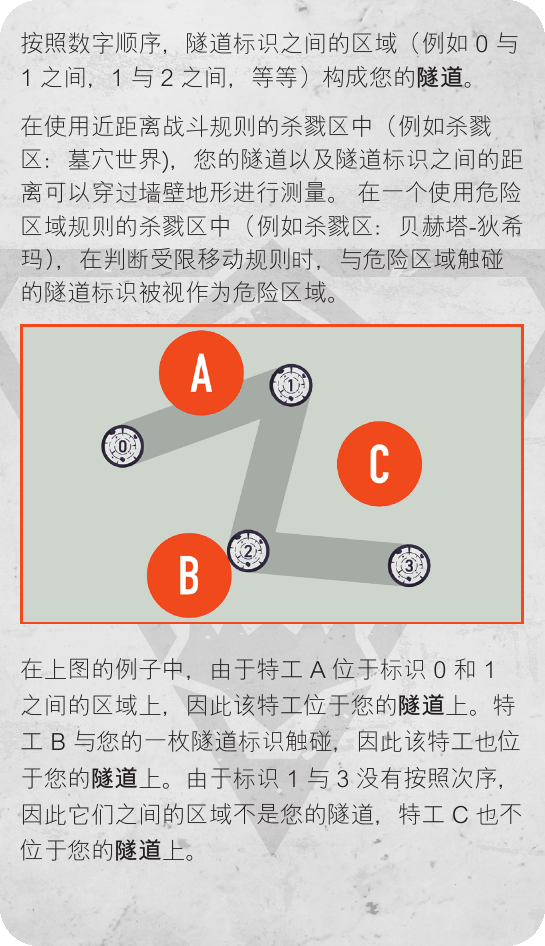 按照数字顺序，隧道标识之间的区域（例如 0 与
1 之间，1 与 2 之间，等等）构成您的隧道。
在使用近距离战斗规则的杀戮区中（例如杀戮
区：墓穴世界)，您的隧道以及隧道标识之间的距
离可以穿过墙壁地形进行测量。 在一个使用危险
区域规则的杀戮区中（例如杀戮区：贝赫塔-狄希
玛)，在判断受限移动规则时，与危险区域触碰
的隧道标识被视作为危险区域。
A
1
0
C
2
B
3
在上图的例子中，由于特工 A 位于标识 0 和 1
之间的区域上，因此该特工位于您的隧道上。特
工 B 与您的一枚隧道标识触碰，因此该特工也位
于您的隧道上。由于标识 1 与 3 没有按照次序，
因此它们之间的区域不是您的隧道，特工 C 也不
位于您的隧道上。